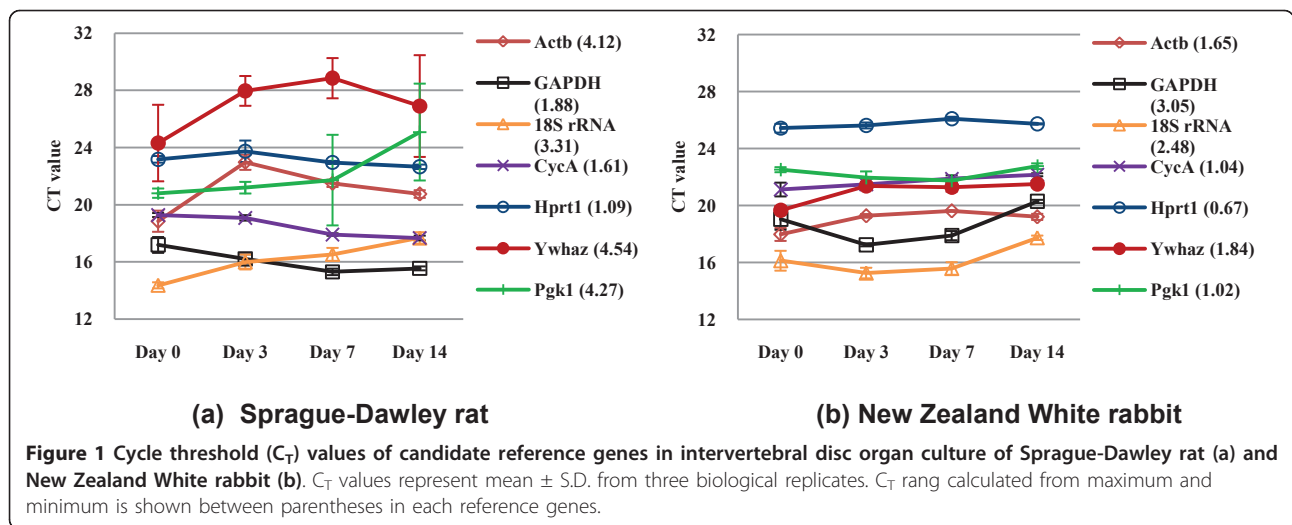 32
28
24
20
16
12
CT value
Day 0 Day 3 Day 7 Day 14
Actb (4.12)
GAPDH
(1.88)
18S rRNA
(3.31)
CycA (1.61)
Hprt1 (1.09)
Ywhaz (4.54)
Pgk1 (4.27)
(a) Sprague-Dawley rat
32
28
24
20
16
12
CT value
Day 0 Day 3 Day 7 Day 14
Actb (1.65)
GAPDH
(3.05)
18S rRNA
(2.48)
CycA (1.04)
Hprt1 (0.67)
Ywhaz (1.84)
Pgk1 (1.02)
(b) New Zealand White rabbit
Figure 1 Cycle threshold (CT) values of candidate reference genes in intervertebral disc organ culture of Sprague-Dawley rat (a) and
New Zealand White rabbit (b). CT values represent mean ± S.D. from three biological replicates. CT rang calculated from maximum and
minimum is shown between parentheses in each reference genes.